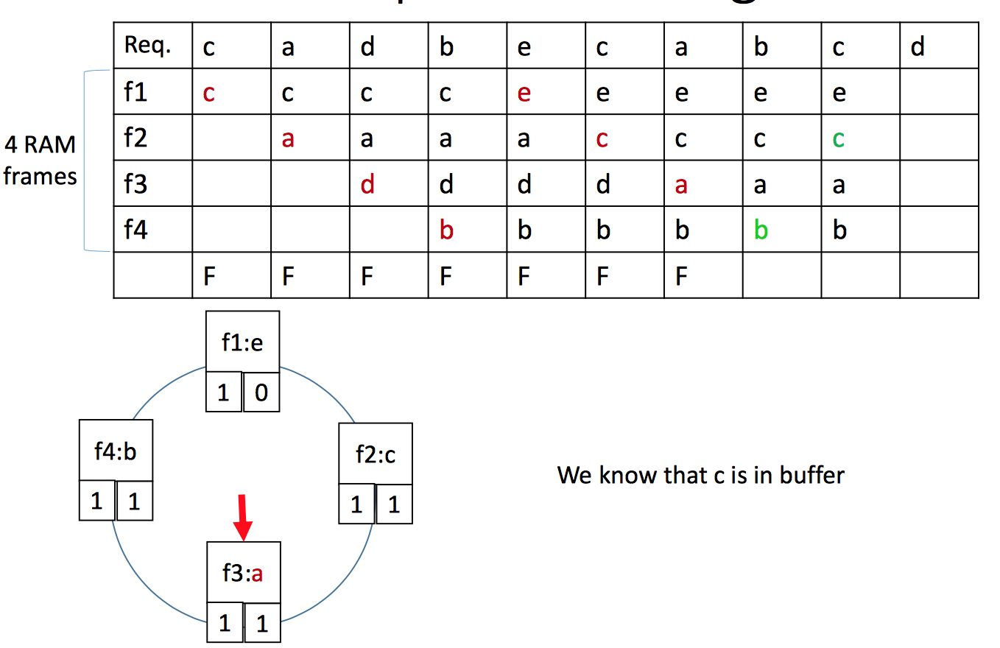 Req. c a d b e c a b c d
f1 c c c c e e e e e
4 RAM
frames
f2 a a a a c c c c
f3 d d d d a a a
f4 b b b b b b
F F F F F F F
f1:e
1 0
f4:b
1 1
f2:c
1 1
We know that c is in buffer
f3:a
1 1